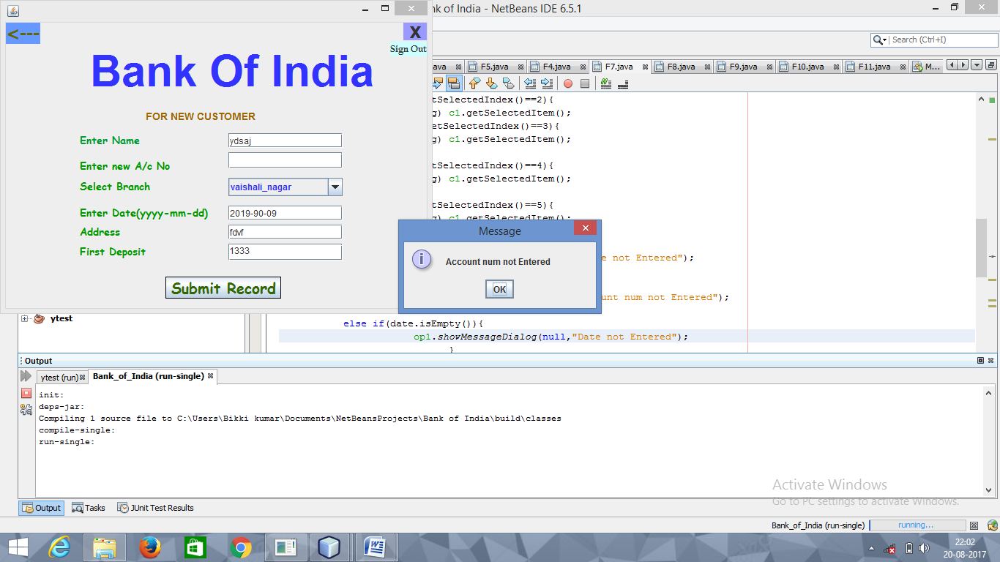 nk of India - NetBeans IDE 6.5.1
<---
X
Sign Out
Search (Ctrl+I)
Bank Of India
ava F5.java F4.java F7.java F8.java F9.java F10.java F11.java M...
FOR NEW CUSTOMER
Enter Name ydsaj
Enter new A/c No
Select Branch vaishali_nagar
Enter Date(yyyy-mm-dd) 2019-90-09
Address fdvf
First Deposit 1333
Submit Record
tSelectedIndex()==2){
g) c1.getSelectedItem();
etSelectedIndex()==3){
g) c1.getSelectedItem();
tSelectedIndex()==4){
g) c1.getSelectedItem();
tSelectedIndex()==5){
g) c1.getSelectedItem();
e not Entered");
unt num not Entered");
else if(date.isEmpty()){
op1.showMessageDialog(null,"Date not Entered");
}
Message
i
Account num not Entered
OK
ytest
Output
ytest (run) Bank_of_India (run-single)
init:
deps-jar:
Compiling 1 source file to C:\Users\Bikki kumar\Documents\NetBeansProjects\Bank of India\build\classes
compile-single:
run-single:
Activate Windows
Go to PC settings to activate Windows.
Output Tasks JUnit Test Results
Bank_of_India (run-single) running...
22:02
20-08-2017